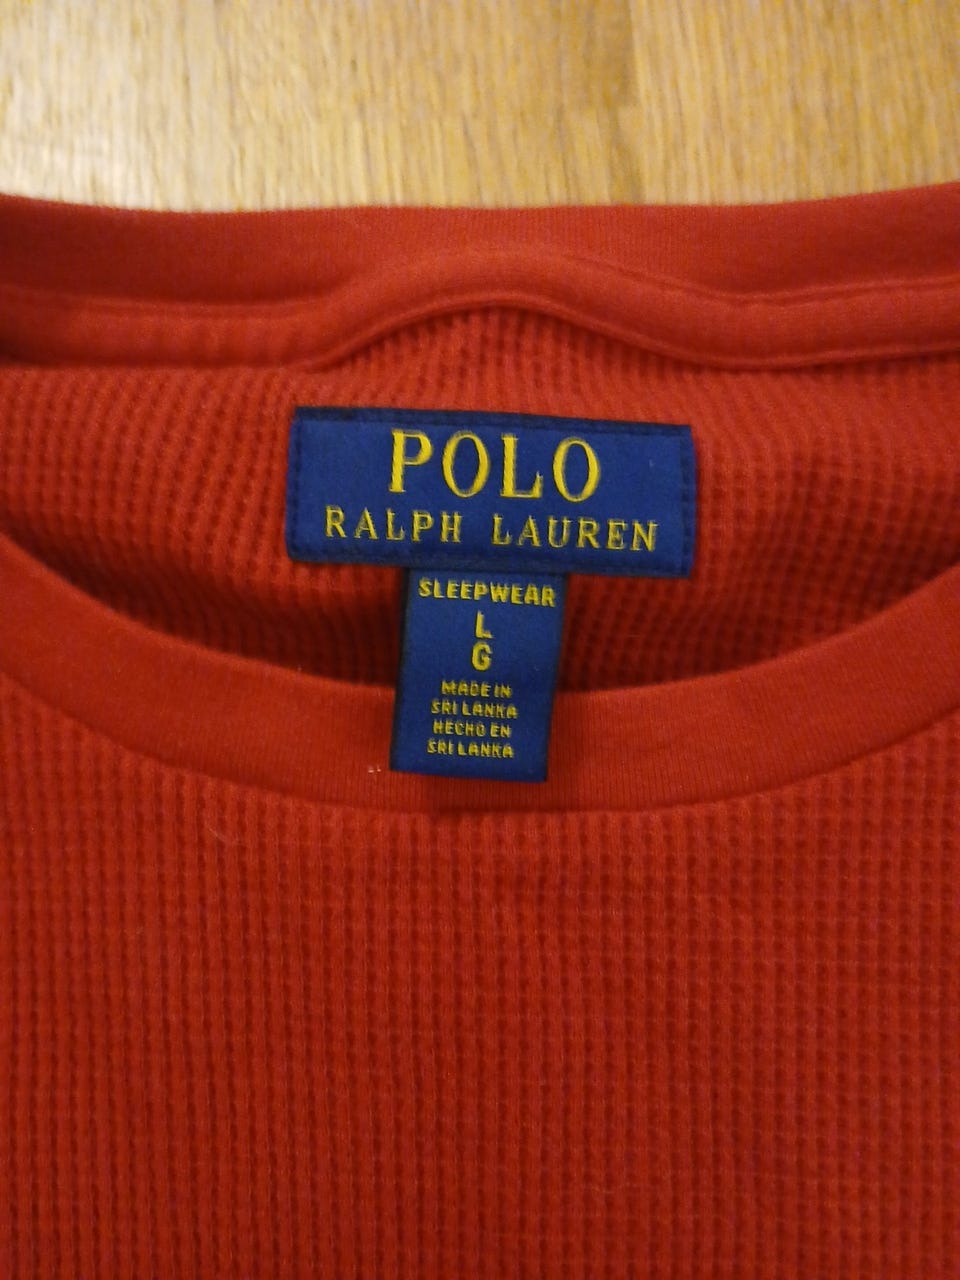 POLO
RALPH LAUREN
SLEEPWEAR
L
G
MADE IN
SRI LANKA
HECHO EN
SRI LANKA